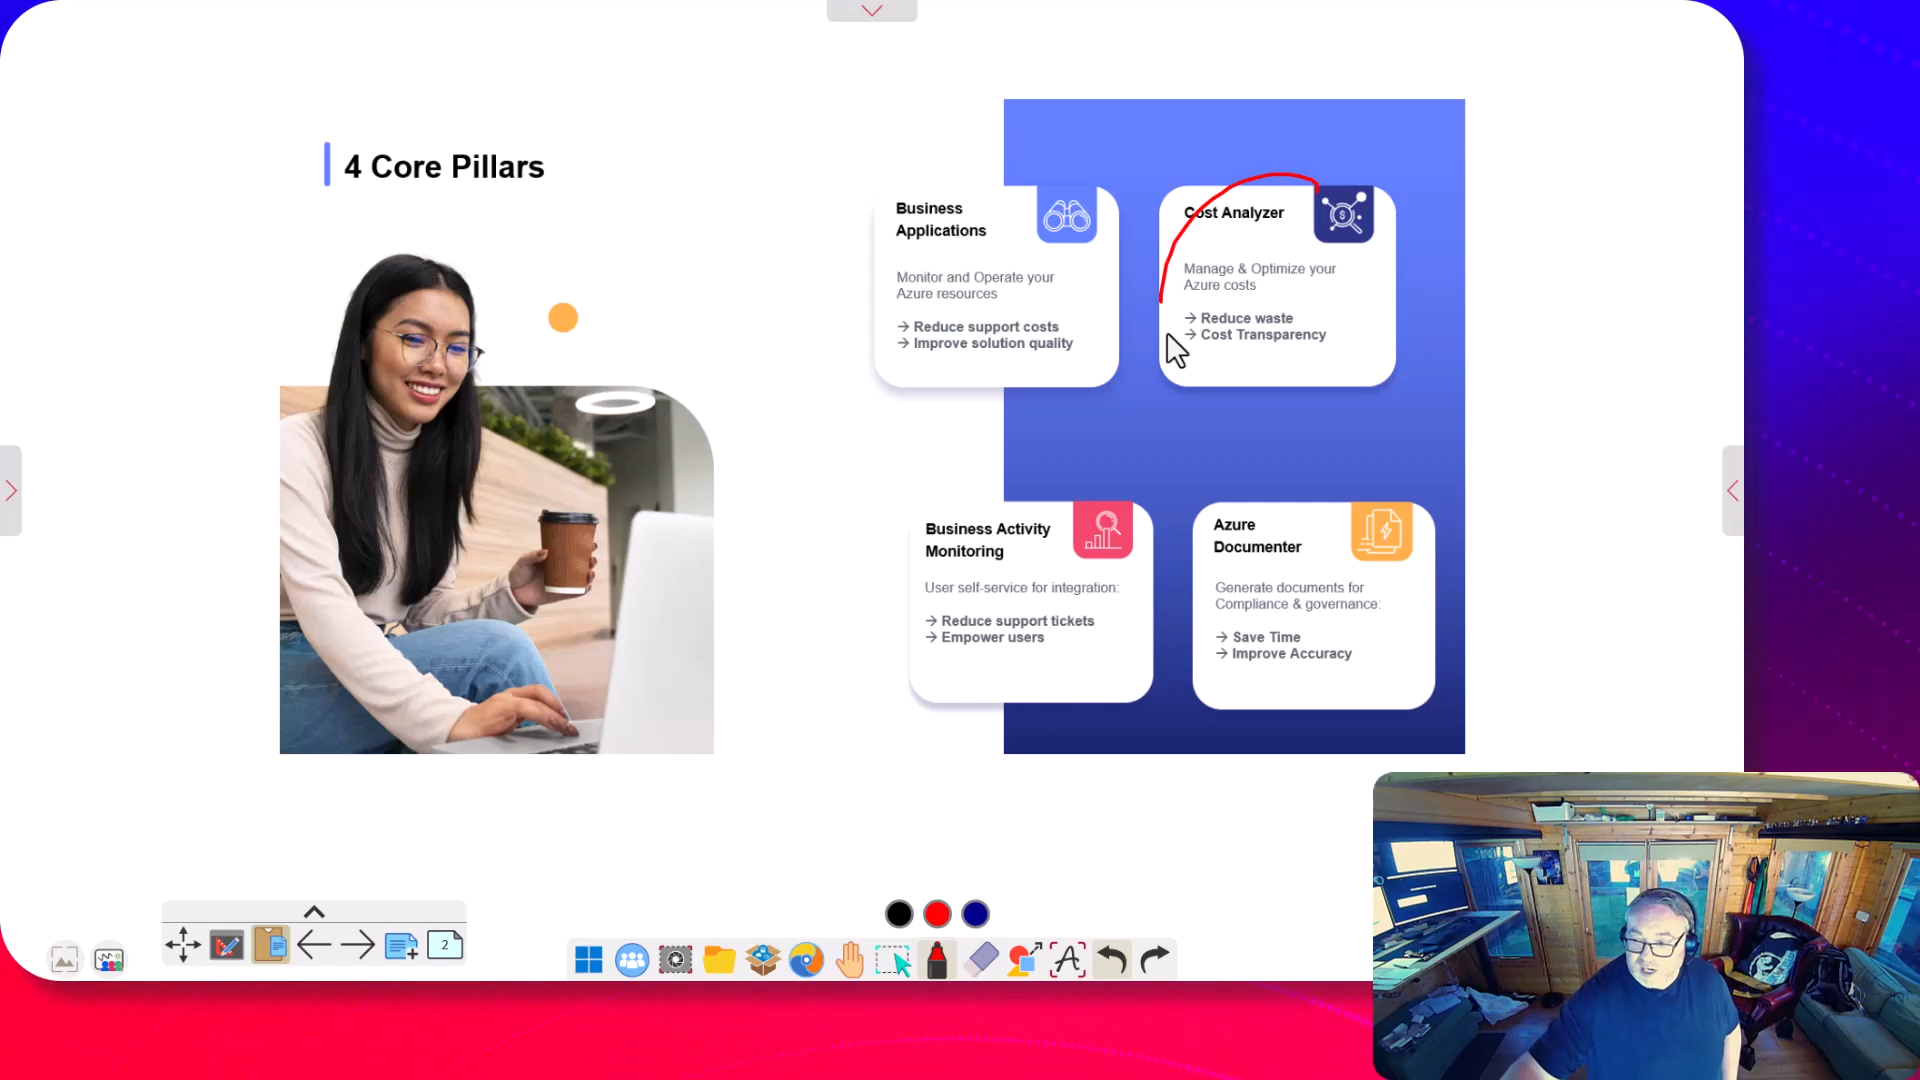 4 Core Pillars
Business
Applications
Monitor and Operate your
Azure resources
→ Reduce support costs
→ Improve solution quality
Cost Analyzer
$
Manage & Optimize your
Azure costs
→ Reduce waste
→ Cost Transparency
Business Activity
Monitoring
User self-service for integration:
→ Reduce support tickets
→ Empower users
Azure
Documenter
Generate documents for
Compliance & governance:
→ Save Time
→ Improve Accuracy
2